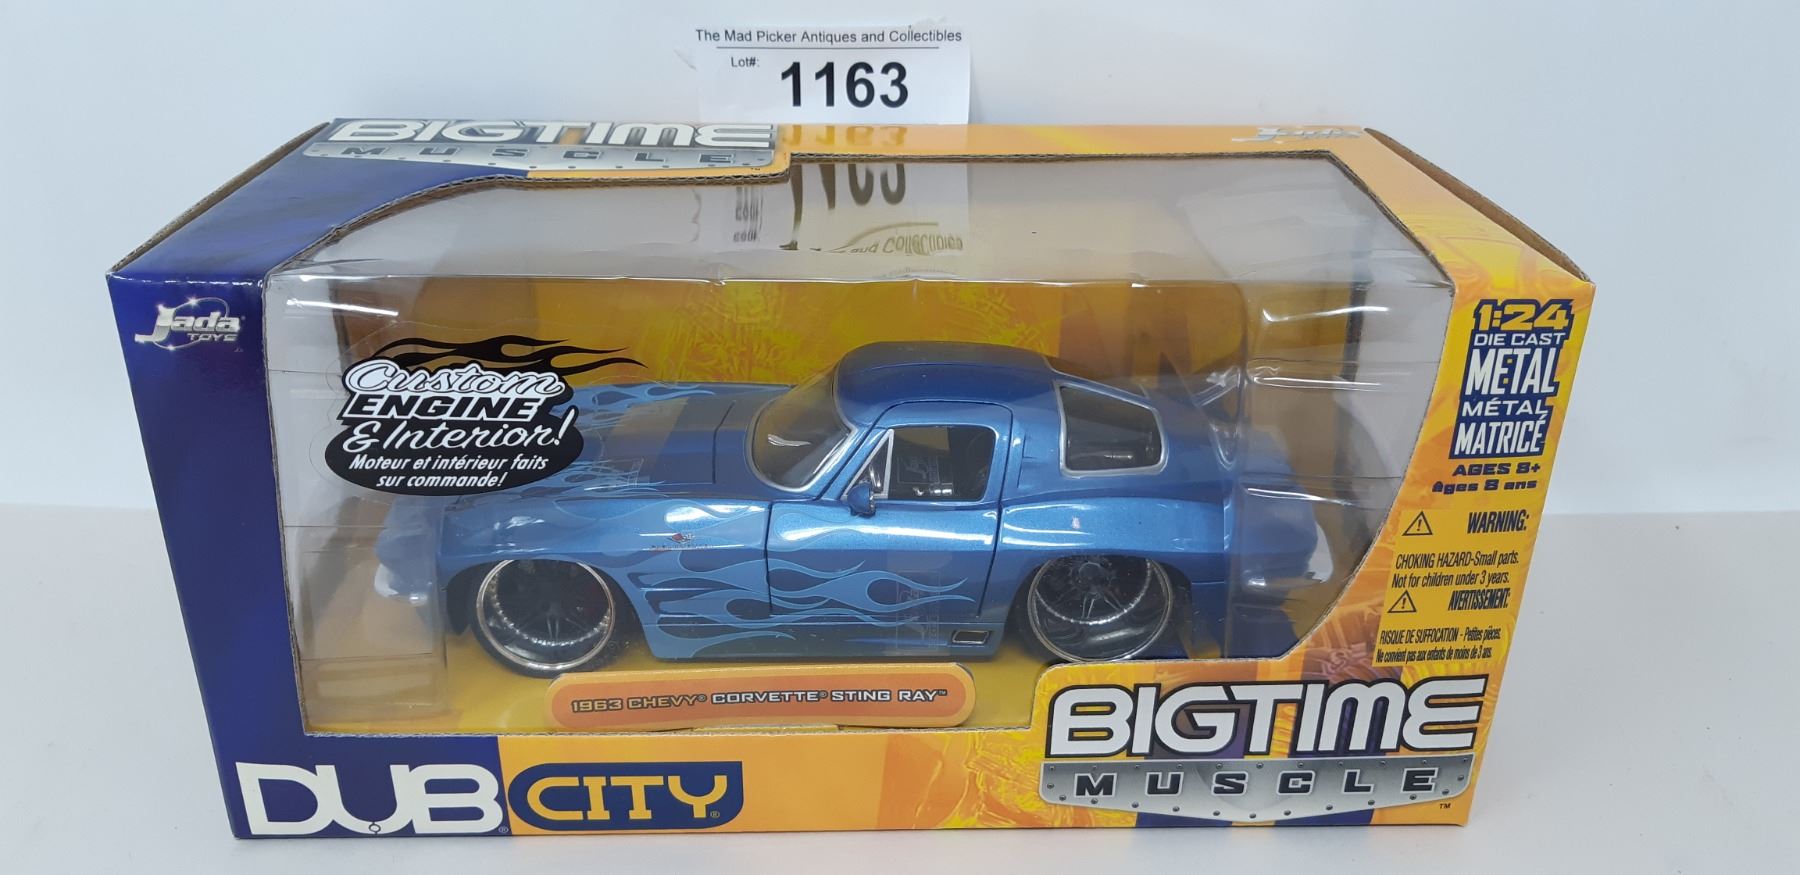 The Mad Picker Antiques and Collectibles
Lot#: 1163
BIGTIME
MUSCLE
Jada
Jada
TOYS
Custom
ENGINE
& Interior!
Moteur et intérieur faits
sur commande!
1:24
DIE CAST
METAL
MÉTAL
MATRICÉ
AGES 8+
âges 8 ans
WARNING:
CHOKING HAZARD-Small parts.
Not for children under 3 years.
AVERTISSEMENT:
RISQUE DE SUFFOCATION - Petites pièces.
Ne convient pas aux enfants de moins de 3 ans.
1963 CHEVY® CORVETTE® STING RAY™
BIGTIME
MUSCLE™
DUB® CITY®